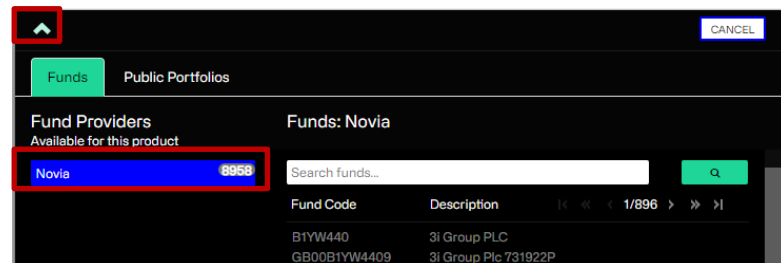 CANCEL
Funds Public Portfolios
Fund Providers
Available for this product
Novia 8958
Funds: Novia
Search funds...
Fund Code Description 1/896
B1YW440 3i Group PLC
GB00B1YW4409 3i Group Plc 731922P